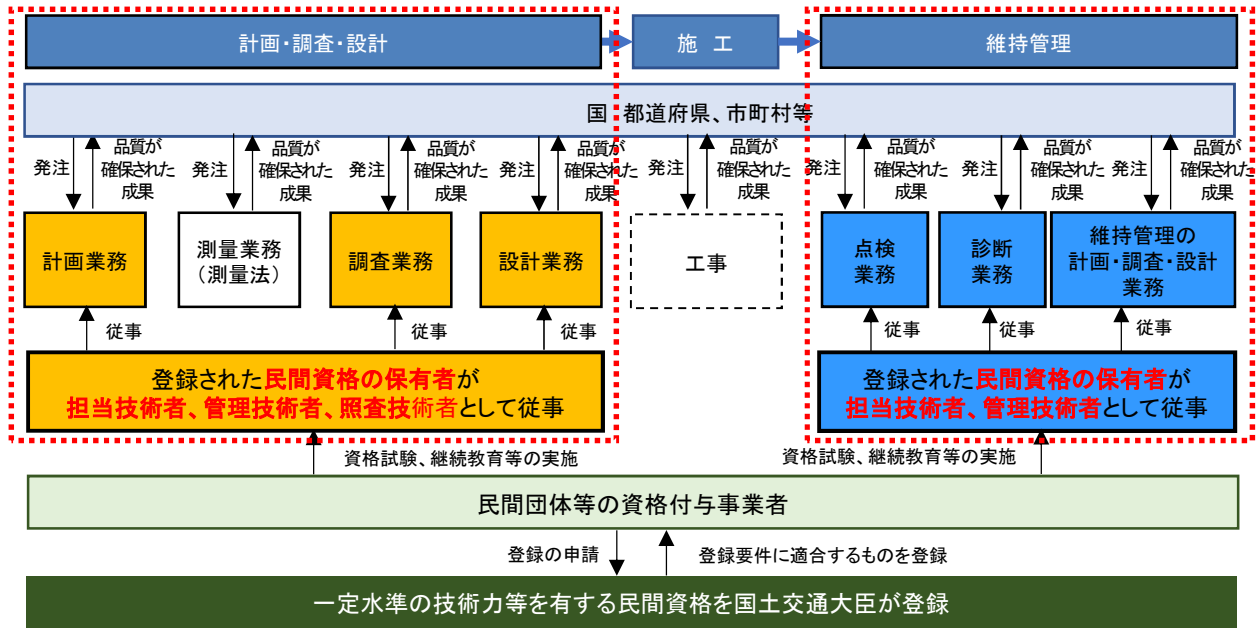 計画・調査・設計
施 工
維持管理
国 都道府県、市町村等
発注
品質が
確保された
成果
発注
品質が
確保された
成果
発注
品質が
確保された
成果
発注
品質が
確保された
成果
発注
品質が
確保された
成果
発注
品質が
確保された
成果
発注
品質が
確保された
成果
発注
品質が
確保された
成果
計画業務
測量業務
(測量法)
調査業務
設計業務
工事
点検
業務
診断
業務
維持管理の
計画・調査・設計
業務
従事
従事
従事
従事
従事
従事
登録された民間資格の保有者が
担当技術者、管理技術者、照査技術者として従事
登録された民間資格の保有者が
担当技術者、管理技術者として従事
資格試験、継続教育等の実施
資格試験、継続教育等の実施
民間団体等の資格付与事業者
登録の申請
登録要件に適合するものを登録
一定水準の技術力等を有する民間資格を国土交通大臣が登録